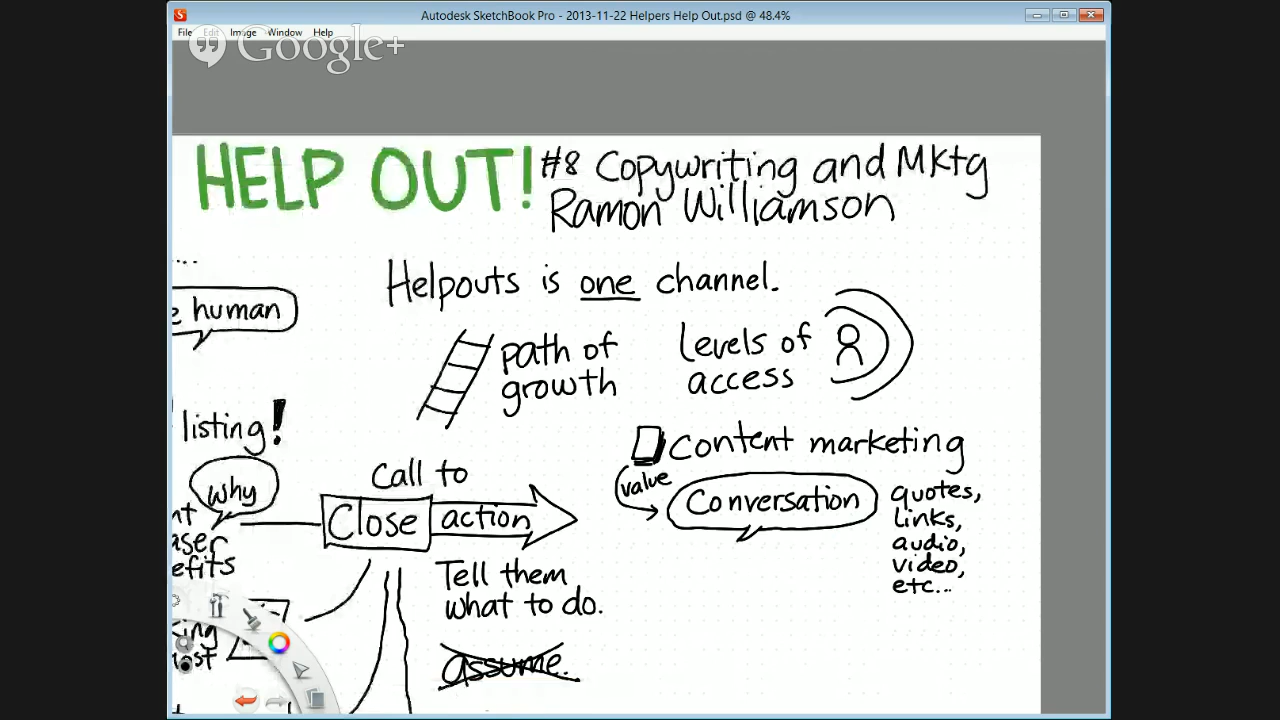 Autodesk SketchBook Pro - 2013-11-22 Helpers Help Out.psd @ 48.4%
File Edit Image Window Help
Google+
HELP OUT! #8 Copywriting and Mktg
Ramon Williamson
...
Helpouts is one channel.
human
path of
growth
levels of
access
listing!
content marketing
value
Conversation
quotes,
links,
audio,
video,
etc...
why
Call to
Close action
Tell them
what to do.
assume.